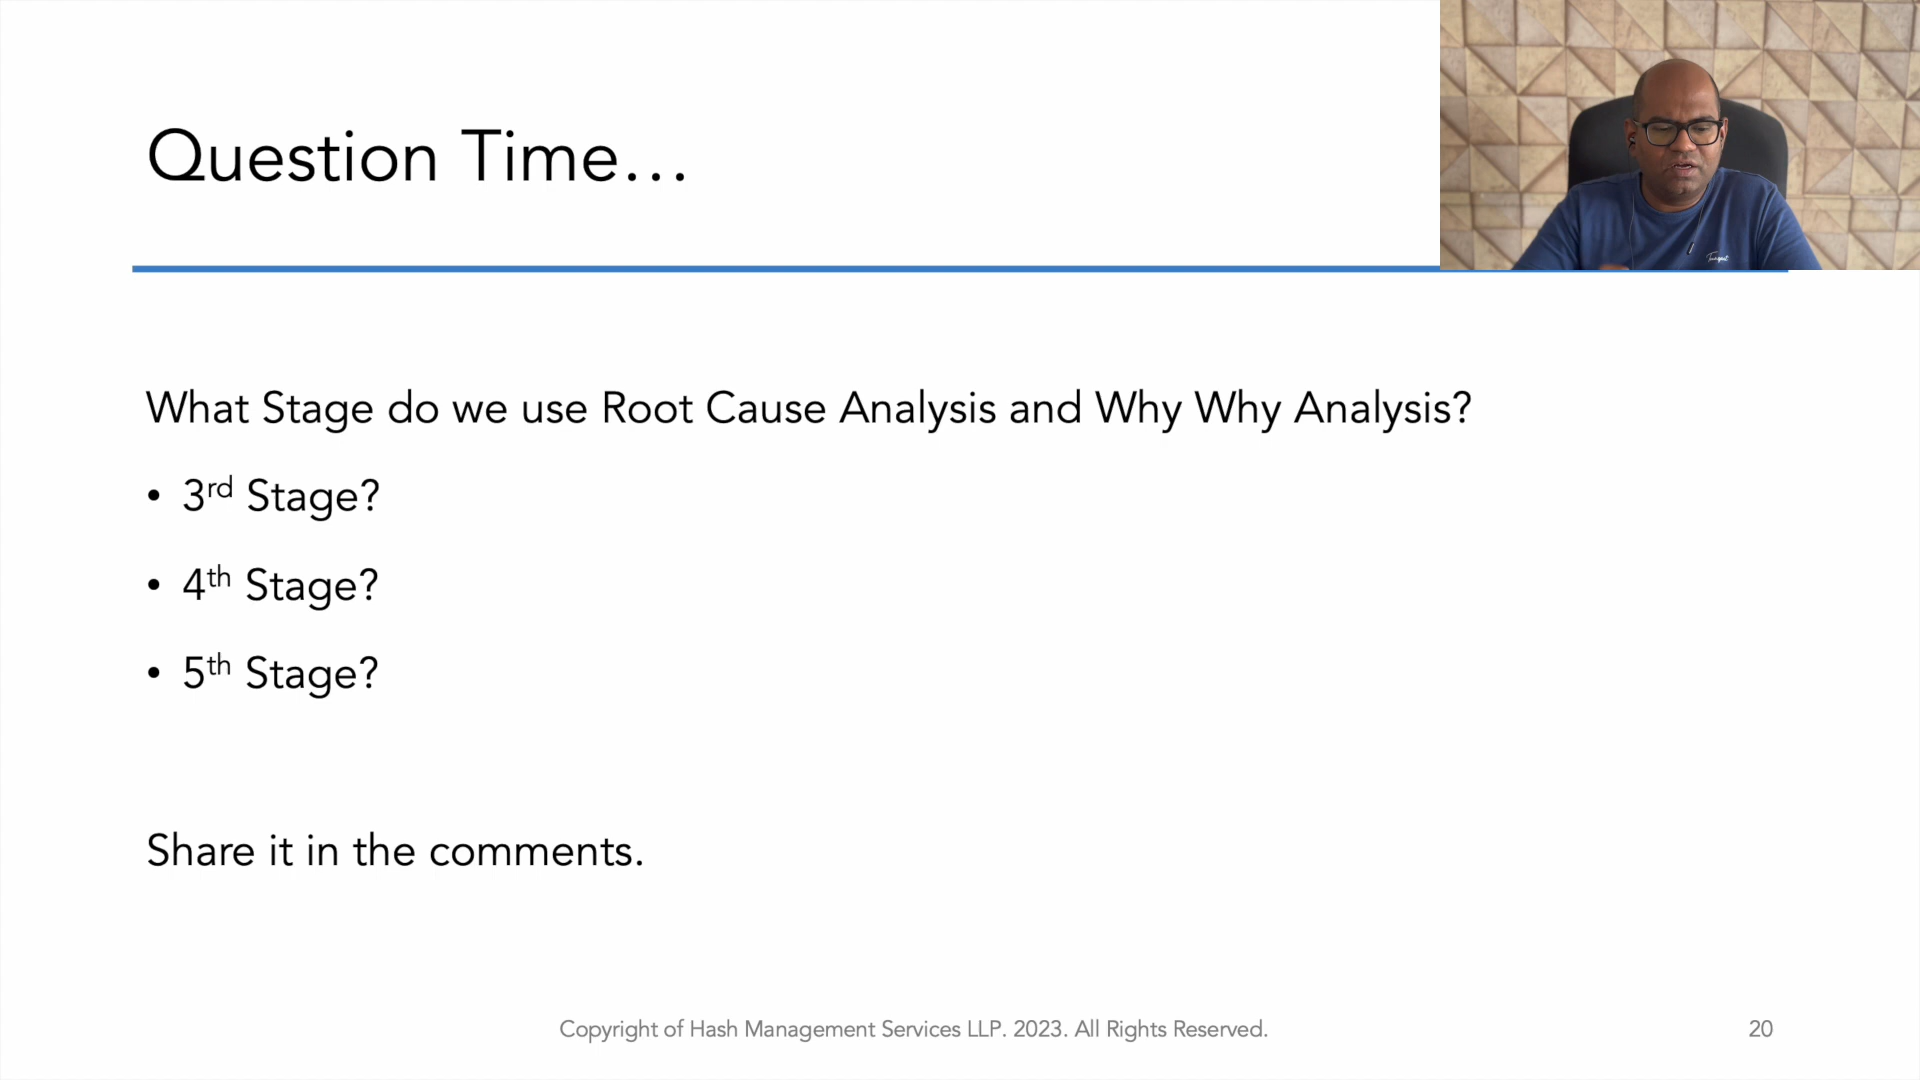 Question Time...
What Stage do we use Root Cause Analysis and Why Why Analysis?
• 3rd Stage?
• 4th Stage?
• 5th Stage?
Share it in the comments.
Copyright of Hash Management Services LLP. 2023. All Rights Reserved.
20